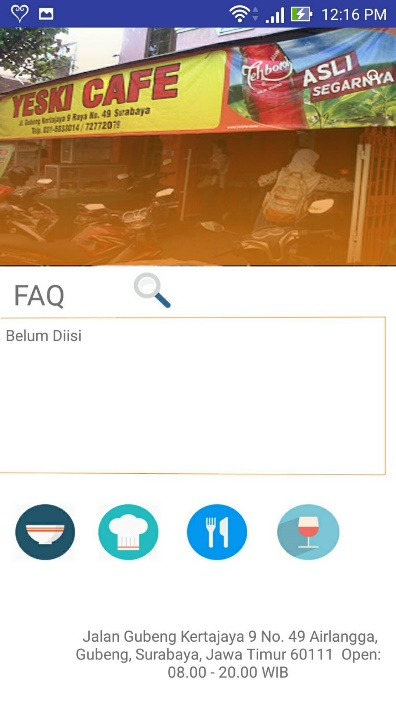 12:16 PM
YESKI CAFE
Jl. Gubeng Kertajaya 9 Raya No. 49 Surabaya
Telp. 031-5033014 / 72772079
Tehbotol
ASLI
SEGARNYA
FAQ
Belum Diisi
Jalan Gubeng Kertajaya 9 No. 49 Airlangga,
Gubeng, Surabaya, Jawa Timur 60111 Open:
08.00 - 20.00 WIB